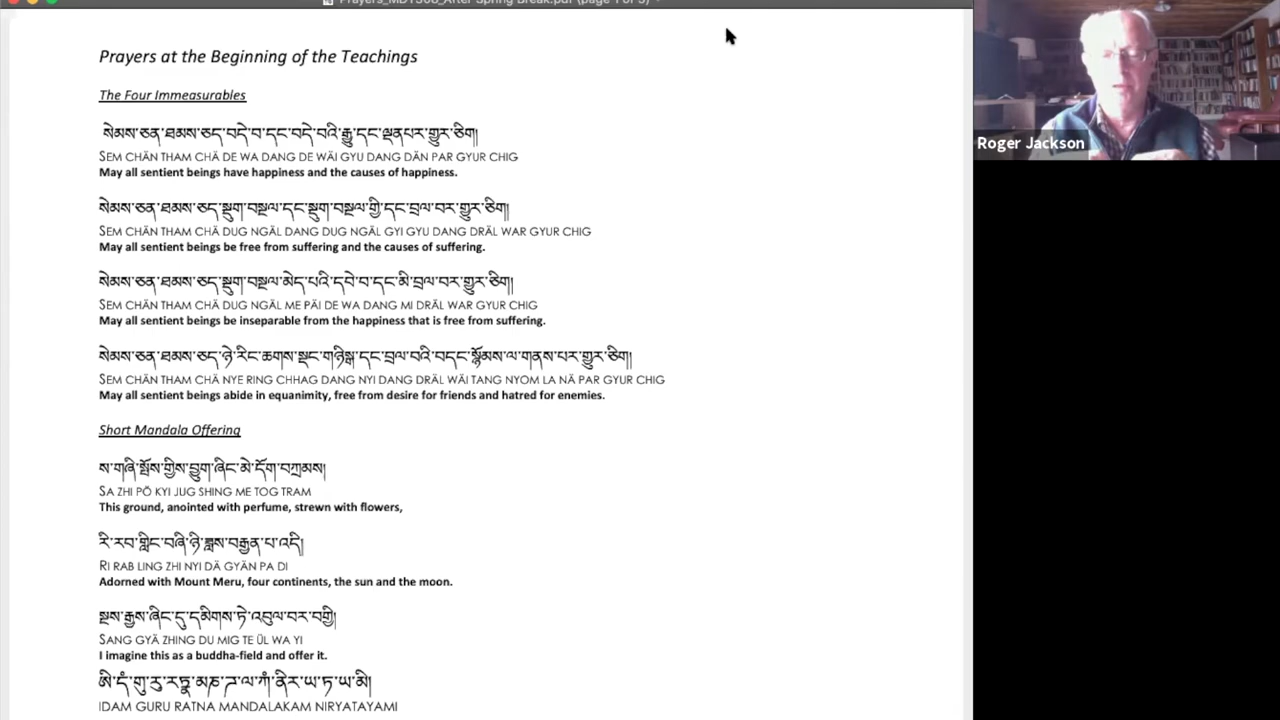 Prayers_MDTS08_After Spring Break.pdf (page 1 of 3)
Prayers at the Beginning of the Teachings
The Four Immeasurables
སེམས་ཅན་ཐམས་ཅད་བདེ་བ་དང་བདེ་བའི་རྒྱུ་དང་ལྡནཔར་གྱུར་ཅིག།
SEM CHÄN THAM CHÄ DE WA DANG DE WÄI GYU DANG DÄN PAR GYUR CHIG
May all sentient beings have happiness and the causes of happiness.
སེམས་ཅན་ཐམས་ཅད་སྡུག་བསྔལ་དང་སྡུག་བསྔལ་གྱི་དང་བྲལ་བར་གྱུར་ཅིག།
SEM CHÄN THAM CHÄ DUG NGÄL DANG DUG NGÄL GYI GYU DANG DRÄL WAR GYUR CHIG
May all sentient beings be free from suffering and the causes of suffering.
སེམས་ཅན་ཐམས་ཅད་སྡུག་བསྔལ་མེད་པའི་དབེ་བ་དང་མི་བྲལ་བར་གྱུར་ཅིག།
SEM CHÄN THAM CHÄ DUG NGÄL ME PÄI DE WA DANG MI DRÄL WAR GYUR CHIG
May all sentient beings be inseparable from the happiness that is free from suffering.
སེམས་ཅན་ཐམས་ཅད་ཉེ་རིང་ཆགས་སྡང་གཉིས་དང་བྲལ་བའི་བདང་སྙོམས་ལ་གནས་པར་གྱུར་ཅིག།
SEM CHÄN THAM CHÄ NYE RING CHHAG DANG NYI DANG DRÄL WÄI TANG NYOM LA NÄ PAR GYUR CHIG
May all sentient beings abide in equanimity, free from desire for friends and hatred for enemies.
Short Mandala Offering
ས་གཞི་སྤོས་གྱིས་བྱུག་ཞིང་མེ་ཏོག་བཀྲམས།
SA ZHI PÖ KYI JUG SHING ME TOG TRAM
This ground, anointed with perfume, strewn with flowers,
རི་རབ་གླིང་བཞི་ཉི་ཟླས་བརྒྱན་པ་འདི།
RI RAB LING ZHI NYI DÄ GYÄN PA DI
Adorned with Mount Meru, four continents, the sun and the moon.
སྔས་རྒྱས་ཞིང་དུ་དམིགས་ཏེ་འབུལ་བར་བགྱི།
SANG GYÄ ZHING DU MIG TE ÜL WA YI
I imagine this as a buddha-field and offer it.
ཨི་དཾ་གུ་རུ་རཏྣ་མཎ་ཌ་ལ་ཀཾ་ནིར་ཡ་ཏ་ཡ་མི།
IDAM GURU RATNA MANDALAKAM NIRYATAYAMI
Roger Jackson